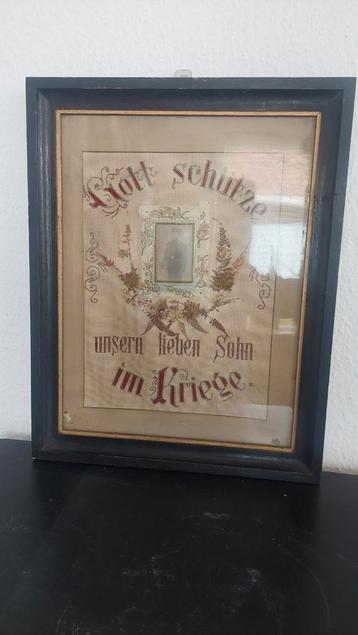 Gott schütze
unsern lieben Sohn
im Kriege.